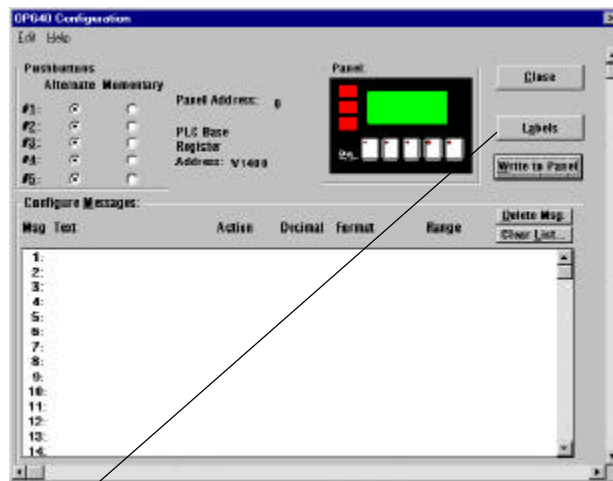 OP640 Configuration
Edit Help
Pushbuttons
Alternate Momentary
#1:
#2:
#3:
#4:
#5:
Panel Address: 0
PLC Base
Register
Address: V1400
Panel:
Close
Labels
Write to Panel
Configure Messages:
Delete Msg.
Clear List...
Msg Text Action Decimal Format Range
1:
2:
3:
4:
5:
6:
7:
8:
9:
10:
11:
12:
13:
14: